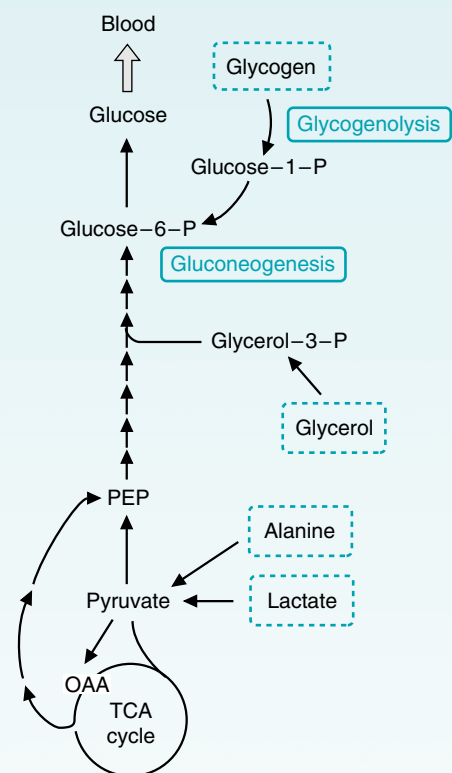 Blood
Glycogen
Glucose
Glycogenolysis
Glucose–1–P
Glucose–6–P
Gluconeogenesis
Glycerol–3–P
Glycerol
PEP
Alanine
Pyruvate
Lactate
OAA
TCA
cycle